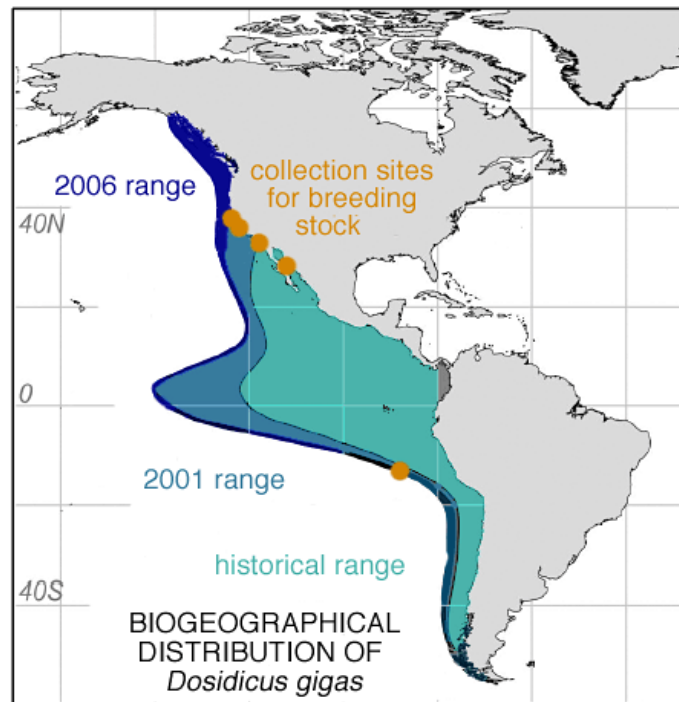 2006 range
collection sites
for breeding
stock
40N
0
2001 range
historical range
40S
BIOGEOGRAPHICAL
DISTRIBUTION OF
Dosidicus gigas